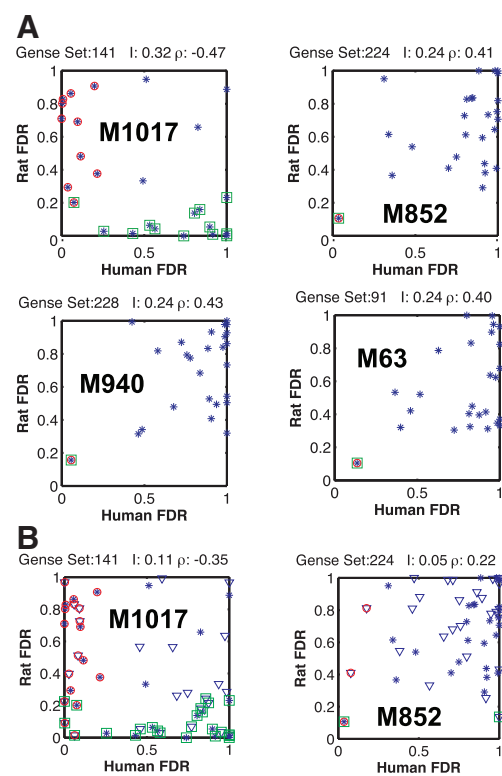 A
Gense Set:141 I: 0.32 ρ: -0.47
1
0.8
0.6
0.4
0.2
0
Rat FDR
M1017
0 0.5 1
Human FDR
Gense Set:224 I: 0.24 ρ: 0.41
1
0.8
0.6
0.4
0.2
0
Rat FDR
M852
0 0.5 1
Human FDR
Gense Set:228 I: 0.24 ρ: 0.43
1
0.8
0.6
0.4
0.2
0
Rat FDR
M940
0 0.5 1
Human FDR
Gense Set:91 I: 0.24 ρ: 0.40
1
0.8
0.6
0.4
0.2
0
Rat FDR
M63
0 0.5 1
Human FDR
B
Gense Set:141 I: 0.11 ρ: -0.35
1
0.8
0.6
0.4
0.2
0
Rat FDR
M1017
0 0.5 1
Human FDR
Gense Set:224 I: 0.05 ρ: 0.22
1
0.8
0.6
0.4
0.2
0
Rat FDR
M852
0 0.5 1
Human FDR